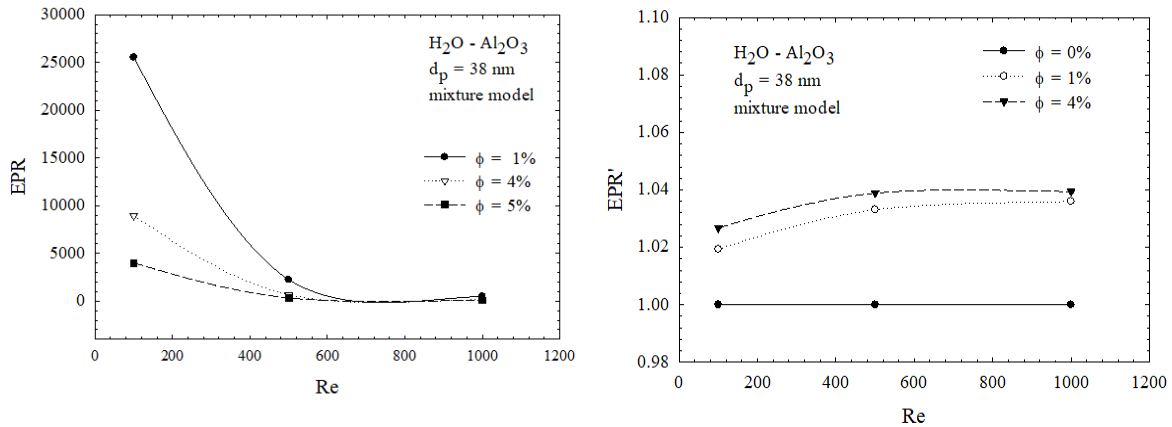 30000
25000
20000
15000
10000
5000
0
EPR
0 200 400 600 800 1000 1200
Re
H2O - Al2O3
dp = 38 nm
mixture model
ϕ = 1%
ϕ = 4%
ϕ = 5%
1.10
1.08
1.06
1.04
1.02
1.00
0.98
EPR'
0 200 400 600 800 1000 1200
Re
H2O - Al2O3
dp = 38 nm
mixture model
ϕ = 0%
ϕ = 1%
ϕ = 4%